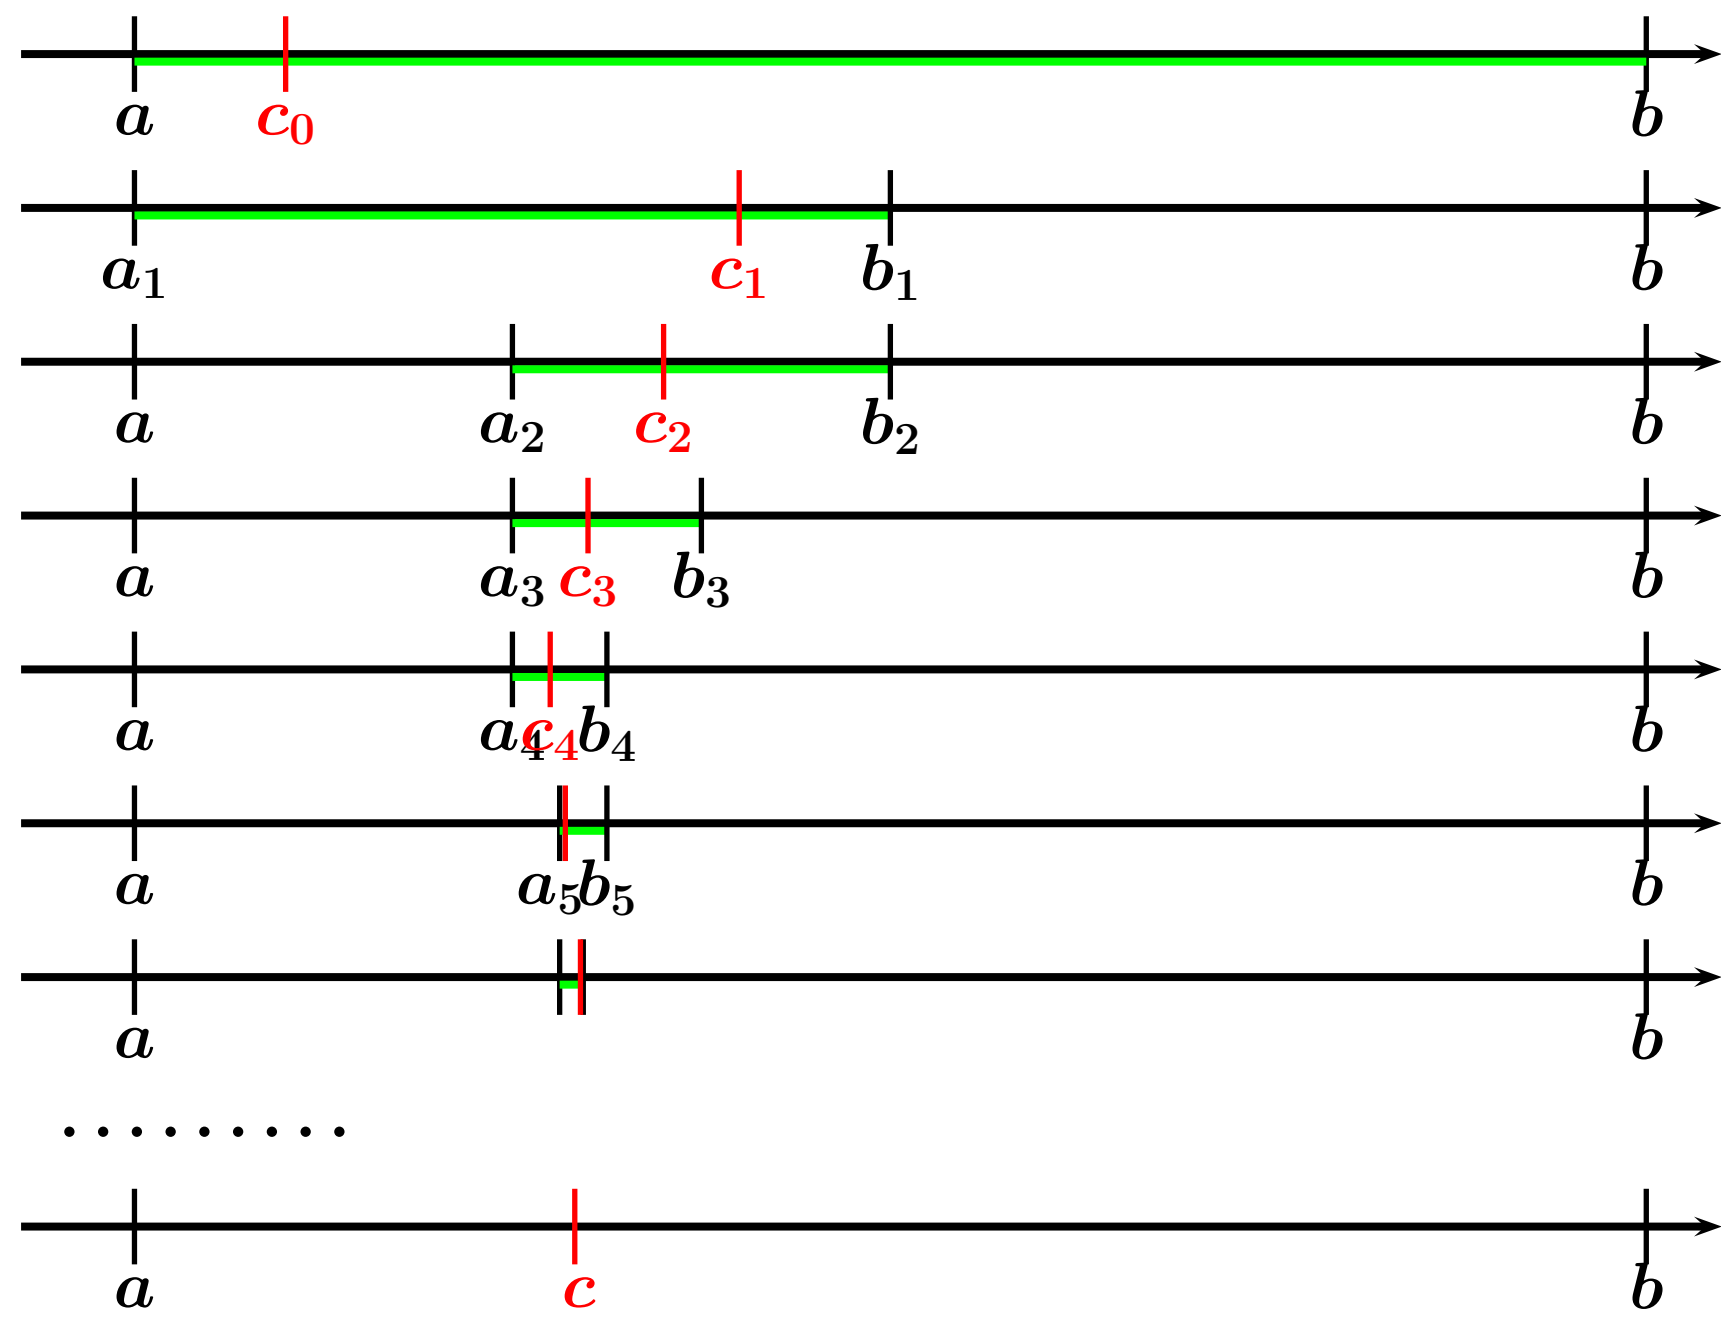 a c₀ b
a₁ c₁ b₁ b
a a₂ c₂ b₂ b
a a₃ c₃ b₃ b
a a₄ c₄ b₄ b
a a₅ b₅ b
a b
. . . . . . . . .
a c b